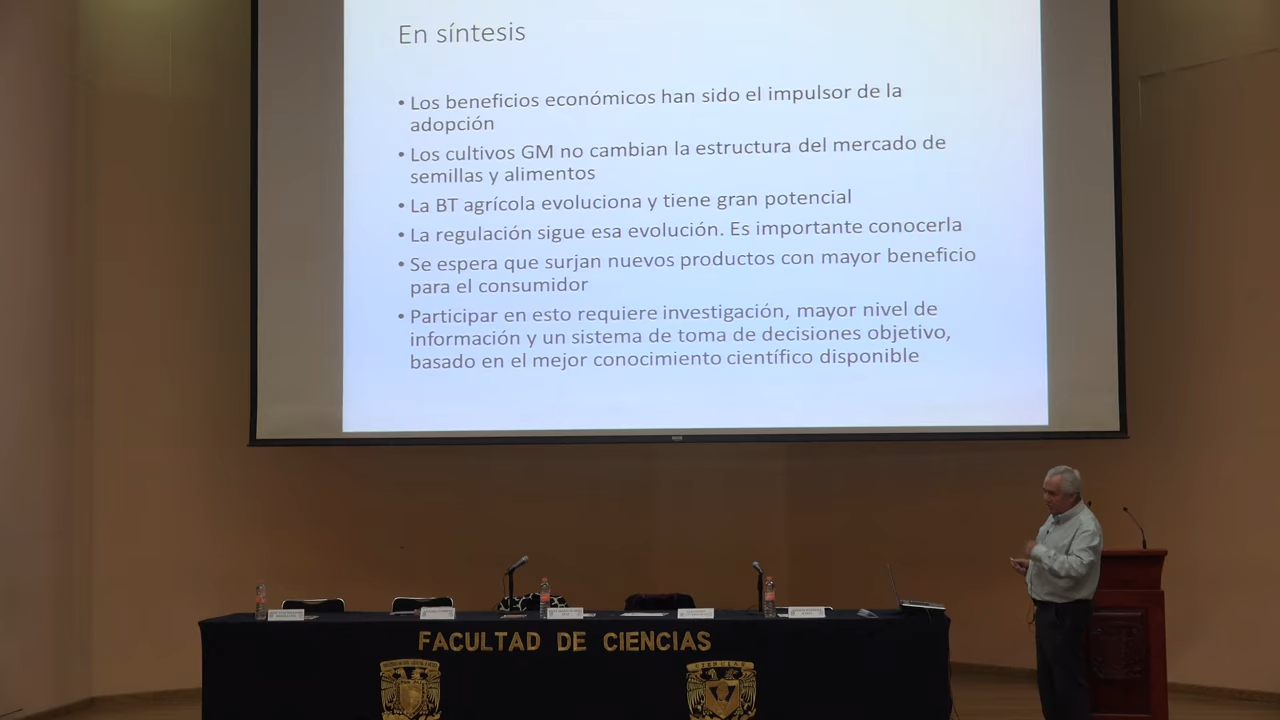 En síntesis
• Los beneficios económicos han sido el impulsor de la
adopción
• Los cultivos GM no cambian la estructura del mercado de
semillas y alimentos
• La BT agrícola evoluciona y tiene gran potencial
• La regulación sigue esa evolución. Es importante conocerla
• Se espera que surjan nuevos productos con mayor beneficio
para el consumidor
• Participar en esto requiere investigación, mayor nivel de
información y un sistema de toma de decisiones objetivo,
basado en el mejor conocimiento científico disponible
FACULTAD DE CIENCIAS